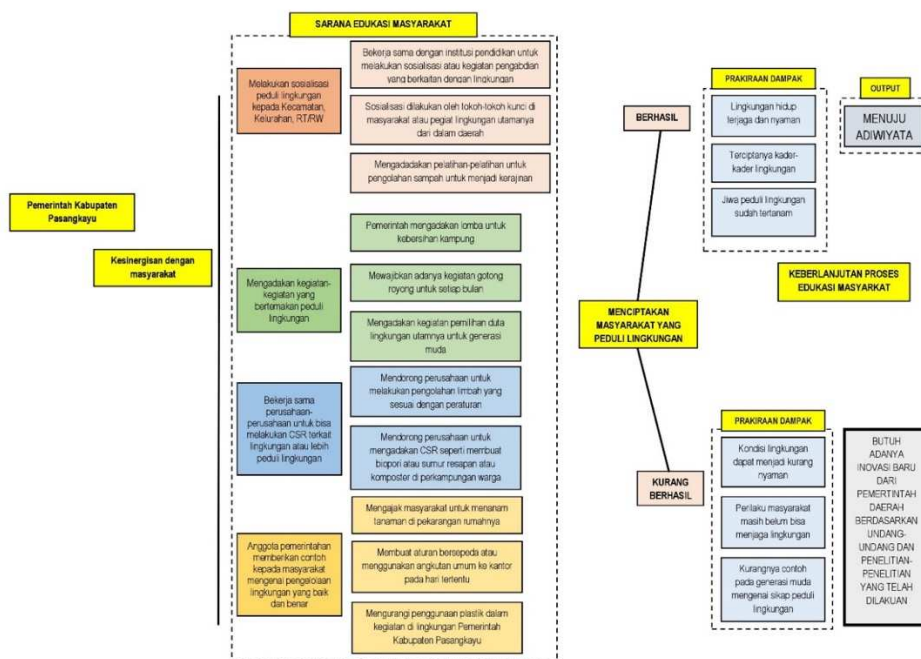 SARANA EDUKASI MASYARAKAT
Pemerintah Kabupaten
Pasangkayu
Kesinergisan dengan
masyarakat
Melakukan sosialisasi
peduli lingkungan
kepada Kecamatan,
Kelurahan, RT/RW
Bekerja sama dengan institusi pendidikan untuk
melakukan sosialisasi atau kegiatan pengabdian
yang berkaitan dengan lingkungan
Sosialisasi dilakukan oleh tokoh-tokoh kunci di
masyarakat atau pegiat lingkungan utamanya
dari dalam daerah
Mengadadakan pelatihan-pelatihan untuk
pengolahan sampah untuk menjadi kerajinan
Mengadakan kegiatan-
kegiatan yang
bertemakan peduli
lingkungan
Pemerintah mengadakan lomba untuk
kebersihan kampung
Mewajibkan adanya kegiatan gotong
royong untuk setiap bulan
Mengadakan kegiatan pemilihan duta
lingkungan utamnya untuk generasi
muda
Bekerja sama
perusahaan-
perusahaan untuk bisa
melakukan CSR terkait
lingkungan atau lebih
peduli lingkungan
Mendorong perusahaan untuk
melakukan pengolahan limbah yang
sesuai dengan peraturan
Mendorong perusahaan untuk
mengadakan CSR seperti membuat
biopori atau sumur resapan atau
komposter di perkampungan warga
Anggota pemerintahan
memberikan contoh
kepada masyarakat
mengenai pengelolaan
lingkungan yang baik
dan benar
Mengajak masyarakat untuk menanam
tanaman di pekarangan rumahnya
Membuat aturan bersepeda atau
menggunakan angkutan umum ke kantor
pada hari tertentu
Mengurangi penggunaan plastik dalam
kegiatan di lingkungan Pemerintah
Kabupaten Pasangkayu
MENCIPTAKAN
MASYARAKAT YANG
PEDULI LINGKUNGAN
BERHASIL
PRAKIRAAN DAMPAK
Lingkungan hidup
terjaga dan nyaman
Terciptanya kader-
kader lingkungan
Jiwa peduli lingkungan
sudah tertanam
OUTPUT
MENUJU
ADIWIYATA
KEBERLANJUTAN PROSES
EDUKASI MASYARKAT
KURANG
BERHASIL
PRAKIRAAN DAMPAK
Kondisi lingkungan
dapat menjadi kurang
nyaman
Perilaku masyarakat
masih belum bisa
menjaga lingkungan
Kurangnya contoh
pada generasi muda
mengenai sikap peduli
lingkungan
BUTUH
ADANYA
INOVASI BARU
DARI
PEMERTINTAH
DAERAH
BERDASARKAN
UNDANG-
UNDANG DAN
PENELITIAN-
PENELITIAN
YANG TELAH
DILAKUAN